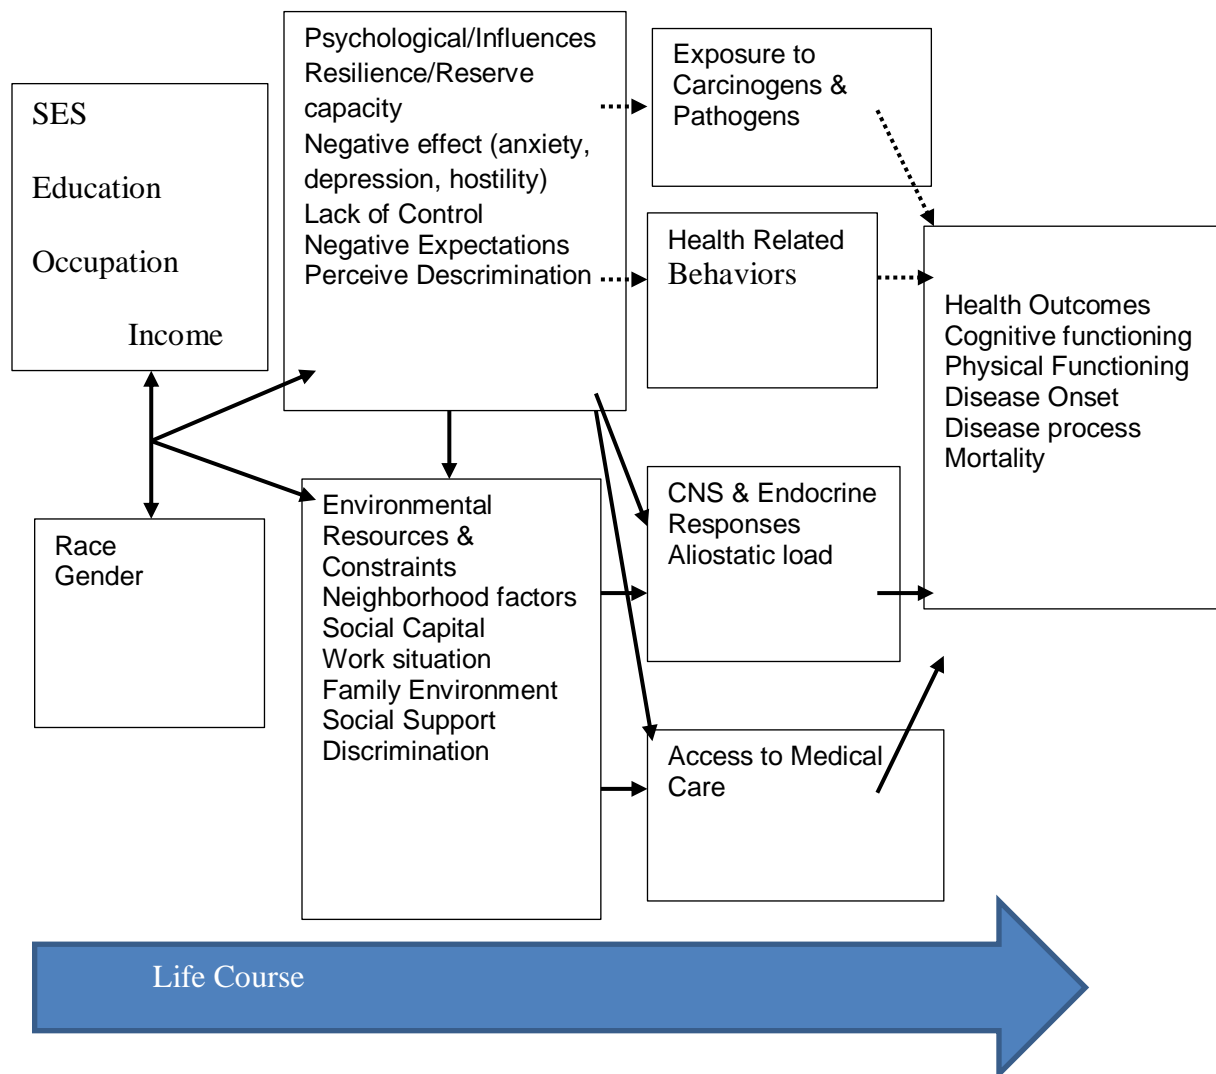 SES
Education
Occupation
Income
Race
Gender
Psychological/Influences
Resilience/Reserve
capacity
Negative effect (anxiety,
depression, hostility)
Lack of Control
Negative Expectations
Perceive Descrimination
Environmental
Resources &
Constraints
Neighborhood factors
Social Capital
Work situation
Family Environment
Social Support
Discrimination
Exposure to
Carcinogens &
Pathogens
Health Related
Behaviors
CNS & Endocrine
Responses
Aliostatic load
Access to Medical
Care
Health Outcomes
Cognitive functioning
Physical Functioning
Disease Onset
Disease process
Mortality
Life Course